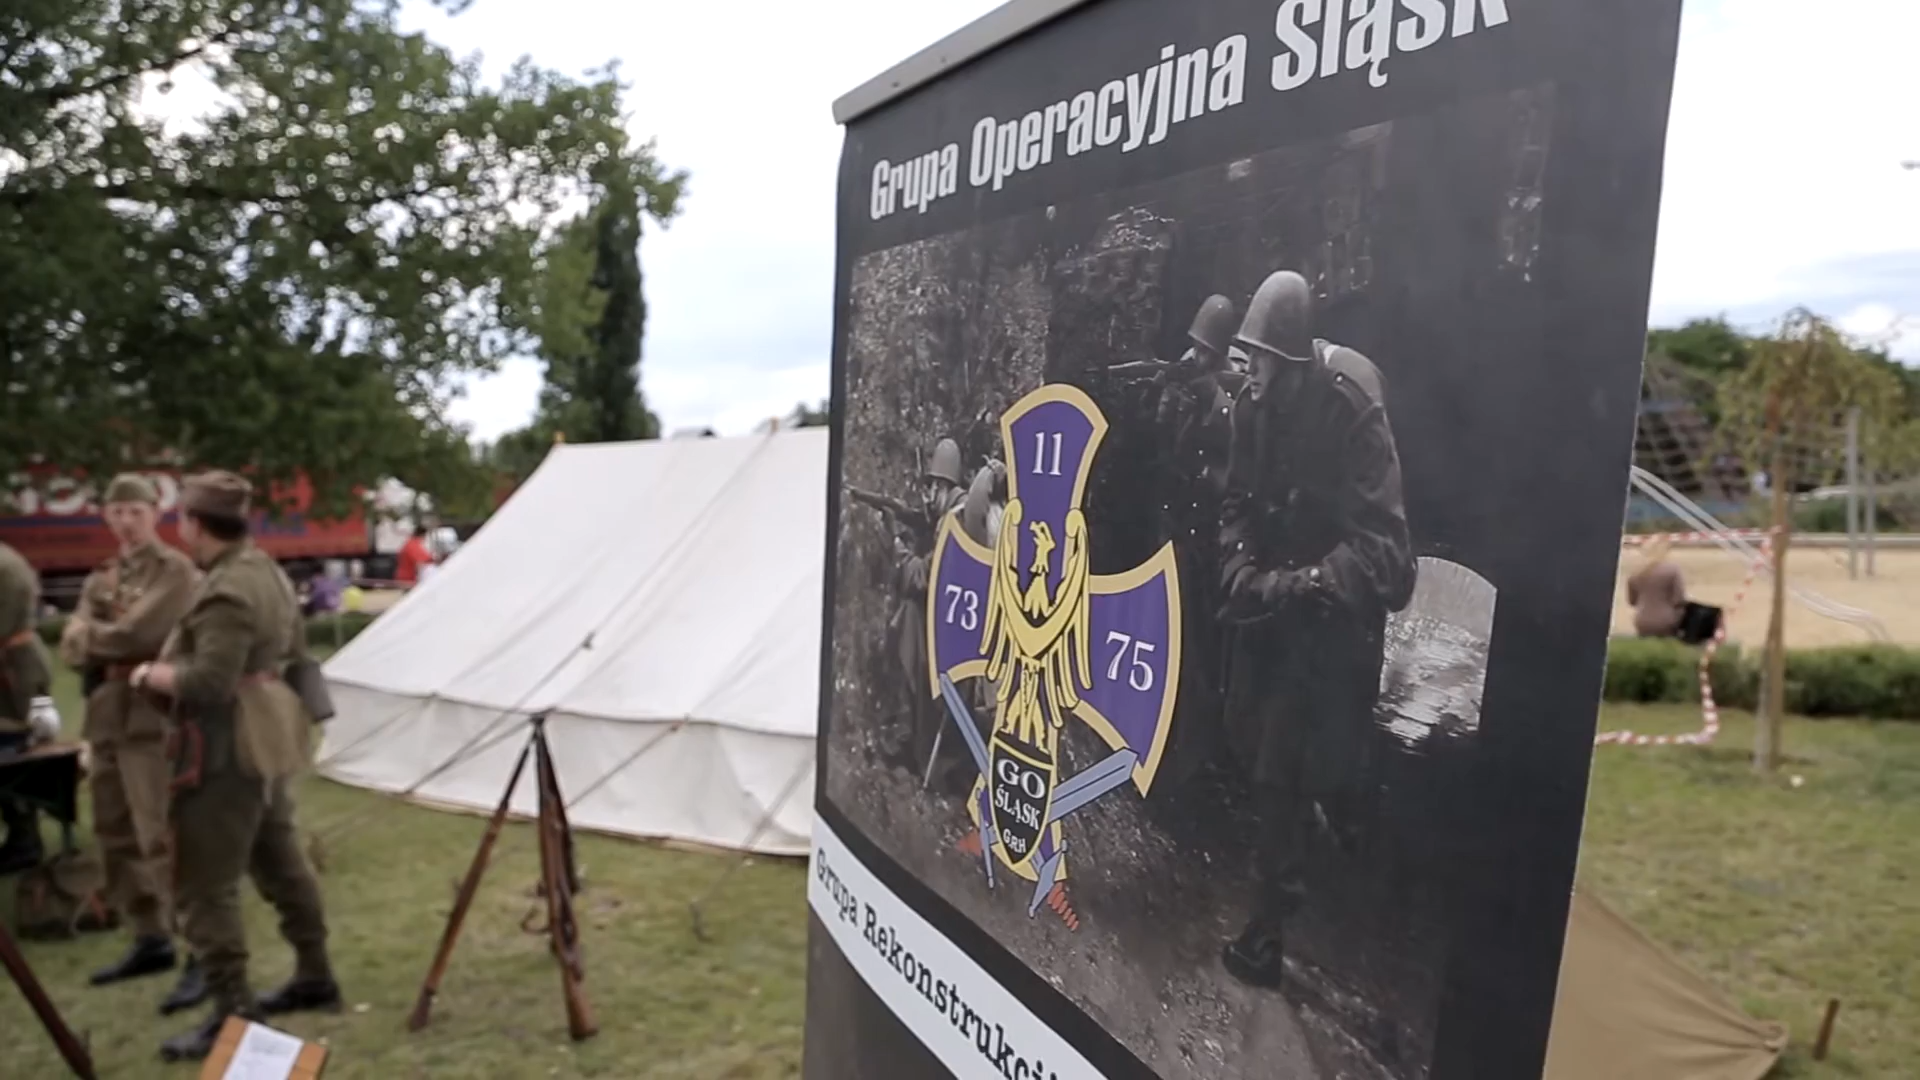 Grupa Operacyjna Śląsk
11
73
75
GO
ŚLĄSK
GRH
Grupa Rekonstrukcji